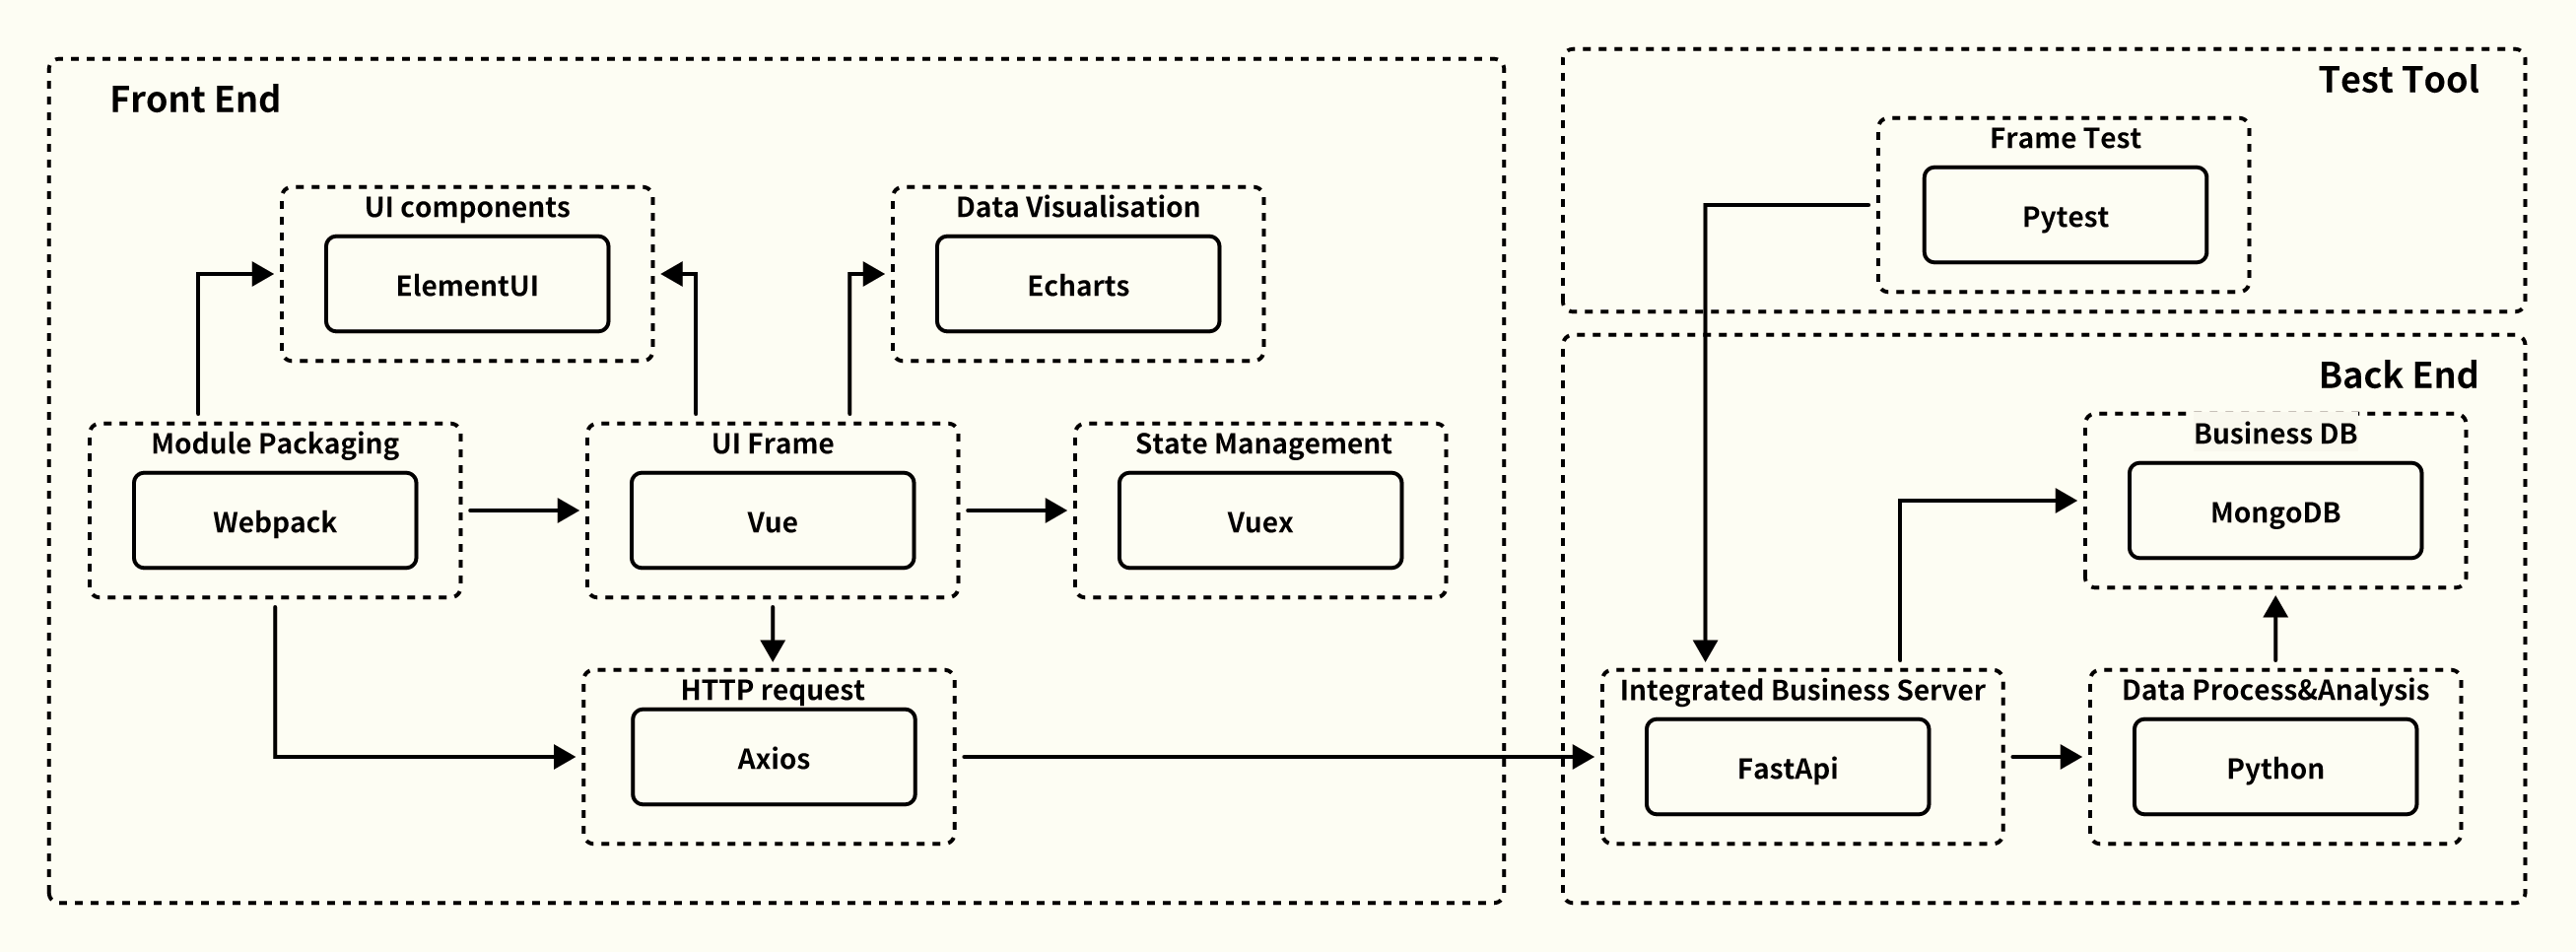 Front End
UI components
ElementUI
Data Visualisation
Echarts
Module Packaging
Webpack
UI Frame
Vue
State Management
Vuex
HTTP request
Axios
Test Tool
Frame Test
Pytest
Back End
Business DB
MongoDB
Integrated Business Server
FastApi
Data Process&Analysis
Python